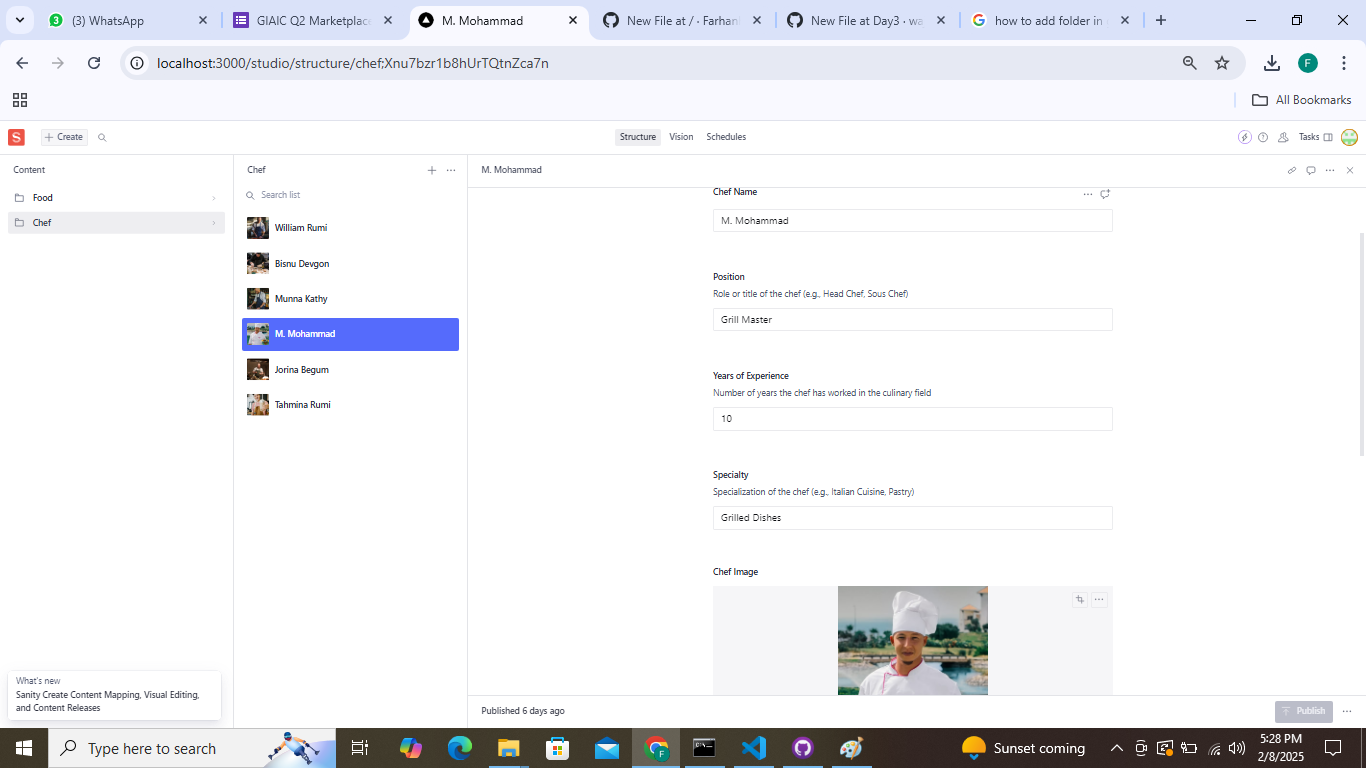 (3) WhatsApp
GIAIC Q2 Marketplace
M. Mohammad
New File at / · Farhan
New File at Day3 · wa
how to add folder in
localhost:3000/studio/structure/chef;Xnu7bzr1b8hUrTQtnZca7n
F
All Bookmarks
S
Create
Structure
Vision
Schedules
Tasks
Content
Food
Chef
Chef
Search list
William Rumi
Bisnu Devgon
Munna Kathy
M. Mohammad
Jorina Begum
Tahmina Rumi
M. Mohammad
Chef Name
M. Mohammad
Position
Role or title of the chef (e.g., Head Chef, Sous Chef)
Grill Master
Years of Experience
Number of years the chef has worked in the culinary field
10
Specialty
Specialization of the chef (e.g., Italian Cuisine, Pastry)
Grilled Dishes
Chef Image
What's new
Sanity Create Content Mapping, Visual Editing,
and Content Releases
Published 6 days ago
Publish
Type here to search
Sunset coming
5:28 PM
2/8/2025